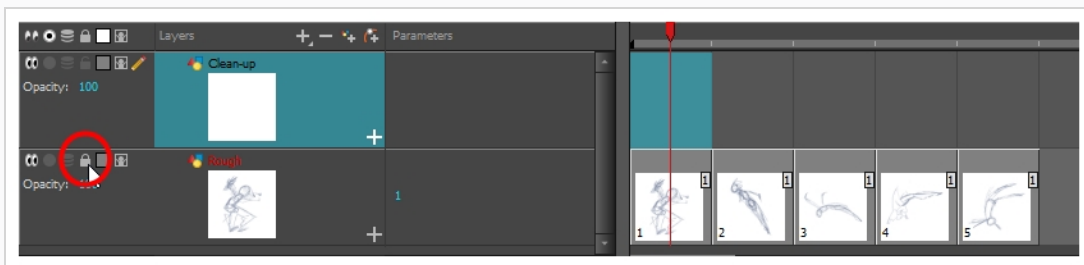 Layers Parameters
Clean-up
Opacity: 100
Rough
Opacity:
1
1 1 1 1 1
1 2 3 4 5